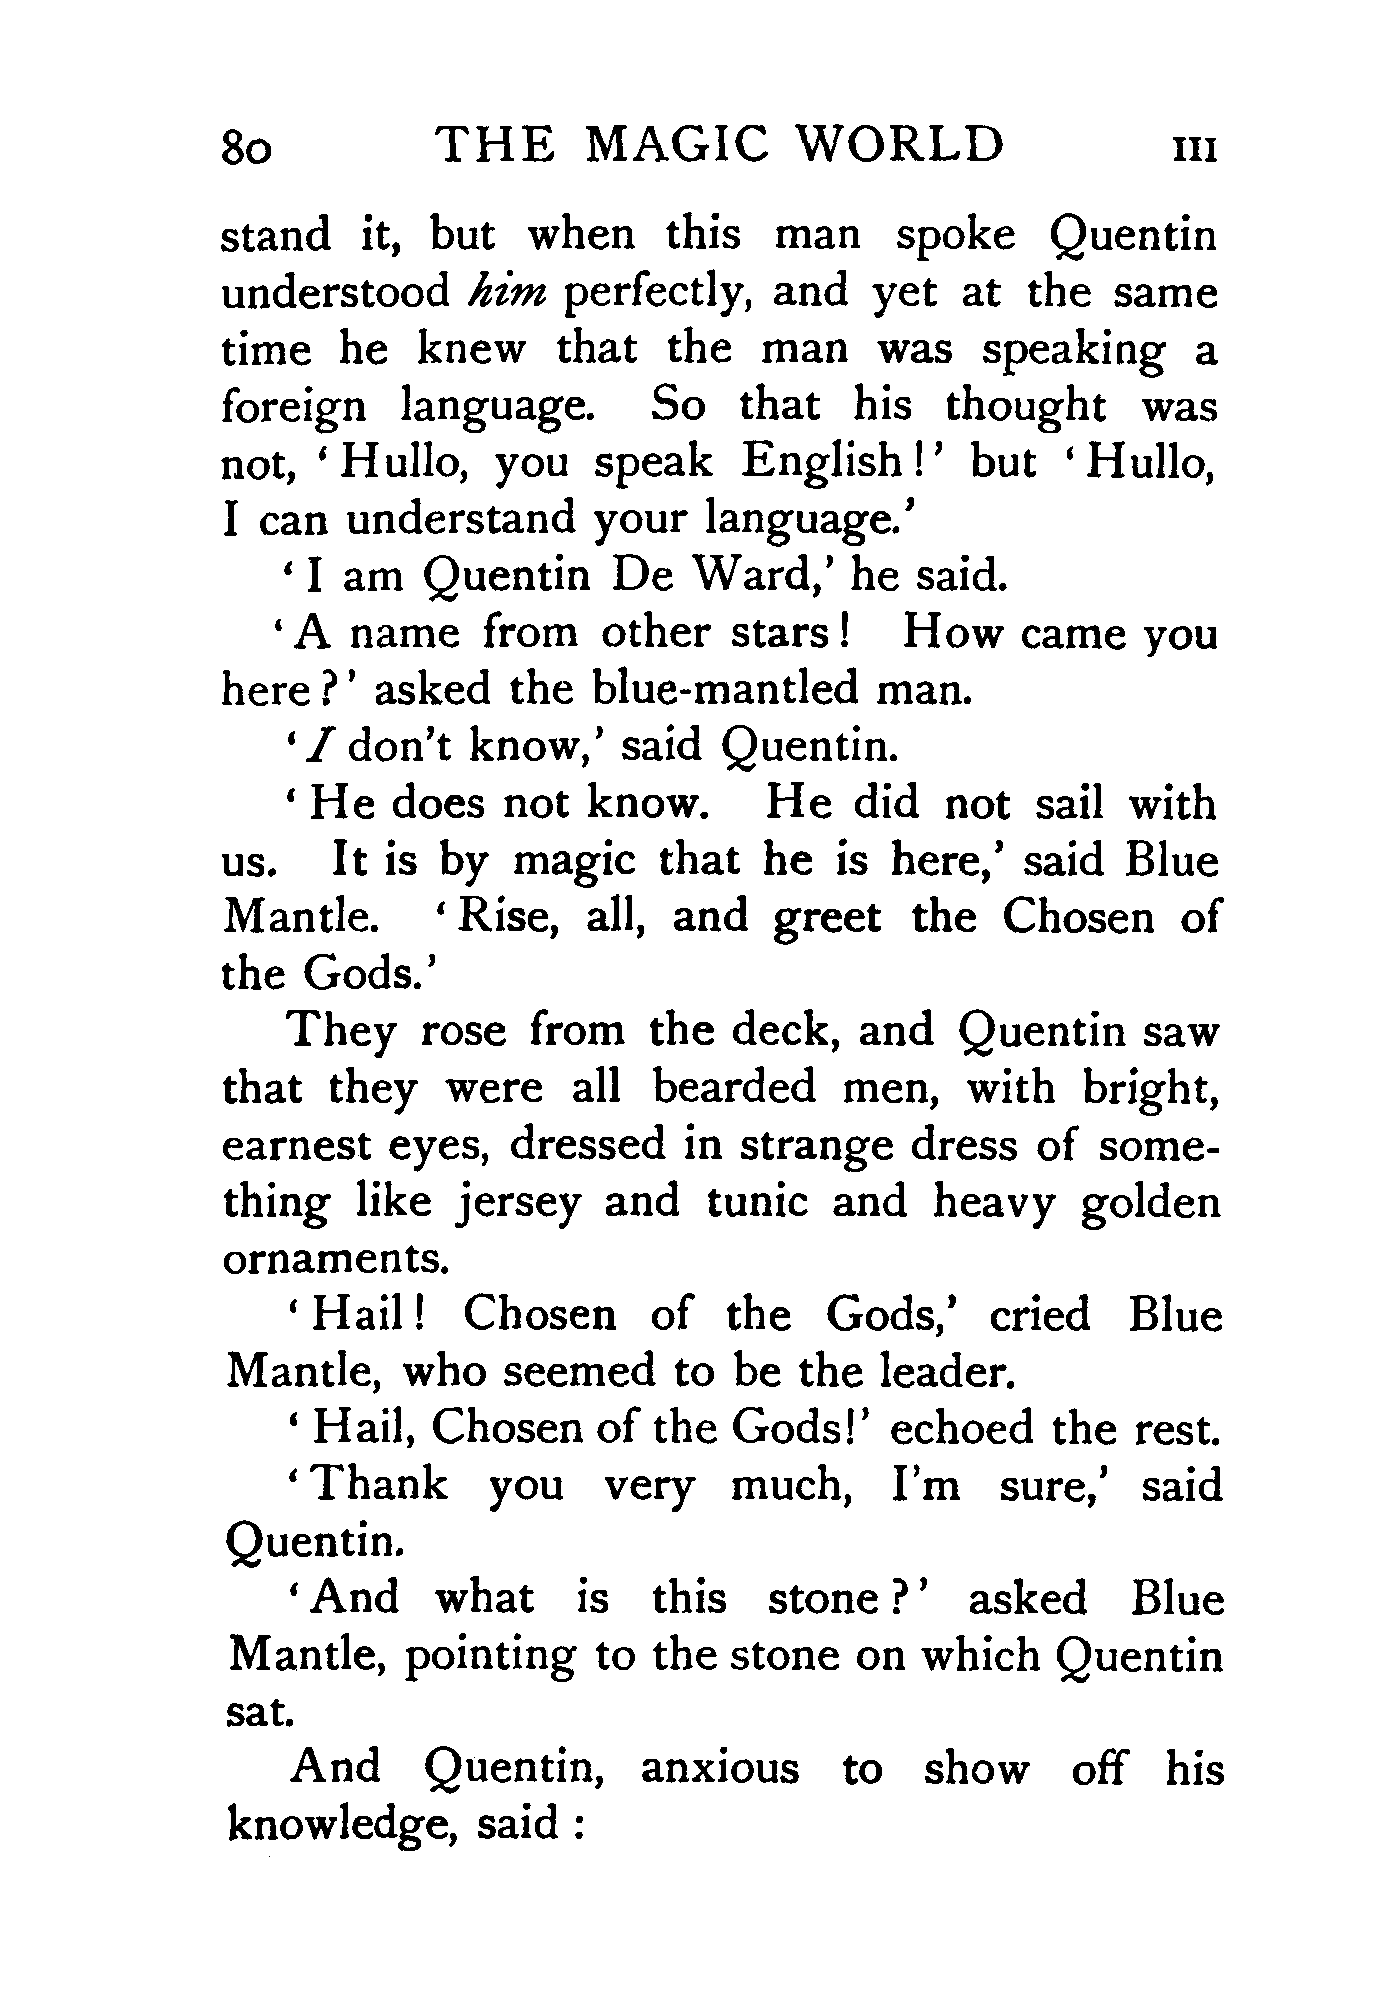 80 THE MAGIC WORLD III
stand it, but when this man spoke Quentin
understood him perfectly, and yet at the same
time he knew that the man was speaking a
foreign language. So that his thought was
not, ‘Hullo, you speak English!’ but ‘Hullo,
I can understand your language.’
‘I am Quentin De Ward,’ he said.
‘A name from other stars! How came you
here?’ asked the blue-mantled man.
‘I don't know,’ said Quentin.
‘He does not know. He did not sail with
us. It is by magic that he is here,’ said Blue
Mantle. ‘Rise, all, and greet the Chosen of
the Gods.’
They rose from the deck, and Quentin saw
that they were all bearded men, with bright,
earnest eyes, dressed in strange dress of some-
thing like jersey and tunic and heavy golden
ornaments.
‘Hail! Chosen of the Gods,’ cried Blue
Mantle, who seemed to be the leader.
‘Hail, Chosen of the Gods!’ echoed the rest.
‘Thank you very much, I'm sure,’ said
Quentin.
‘And what is this stone?’ asked Blue
Mantle, pointing to the stone on which Quentin
sat.
And Quentin, anxious to show off his
knowledge, said: